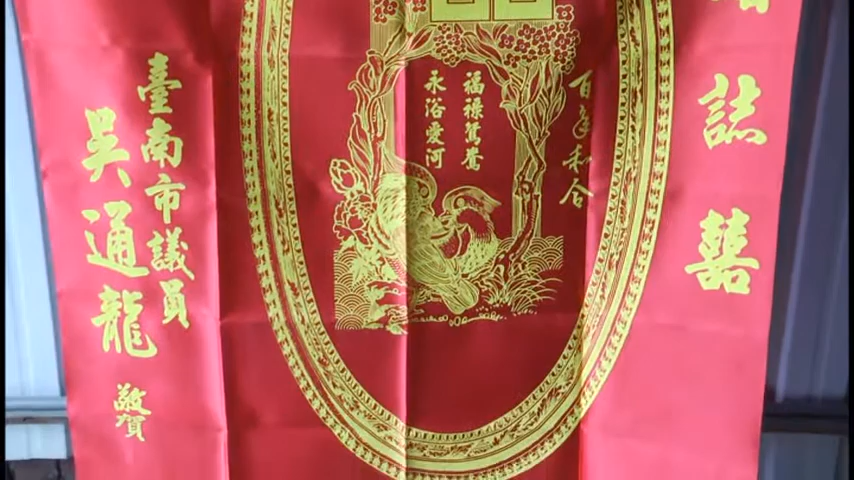 誌囍
百年和合
福祿鴛鴦
永浴愛河
臺南市議員
吳通龍
敬賀